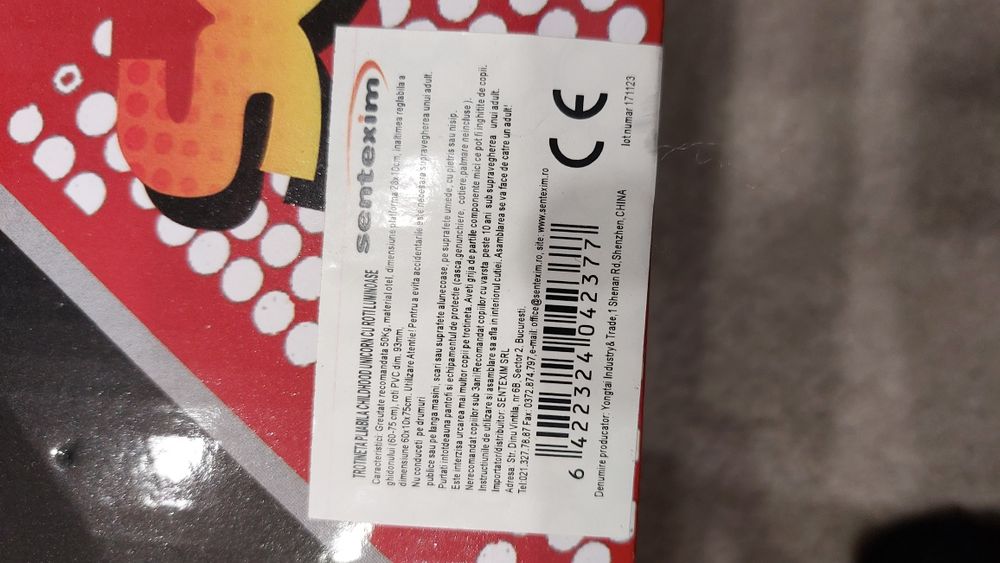 sentexim
TROTINETA PLIABILA CHILDHOOD UNICORN CU ROTI LUMINOASE
Caracteristici: Greutate recomandata 50Kg, material otel, dimensiune platforma 28x10cm, inaltimea reglabila a
ghidonului (60-75 cm), roti PVC dim. 93mm,
dimensiune 60x10x75cm. Utilizare Atentie! Pentru a evita accidentarile este necesara supravegherea unui adult.
Nu conduceti pe drumuri
publice sau pe langa masini, scari sau suprafete alunecoase, pe suprafete umede, cu pietris sau nisip.
Purtati intotdeauna pantofi si echipamentul de protectie (casca,genunchiere, cotiere,palmare neincluse ).
Este interzisa urcarea mai multor copii pe trotineta. Aveti grija de partile componente mici ce pot fi inghitite de copii.
Nerecomandat copiilor sub 3ani!Recomandat copiilor cu varsta peste 10 ani sub supravegherea unui adult.
Instructiunile de utilizare si asamblare sa afla in interiorul cutiei. Asamblarea se va face de catre un adult!
Importator/distribuitor: SENTEXIM SRL
Adresa. Str. Dinu Vintila, nr 6B, Sector 2. Bucuresti.
Tel:021.327.78.87 Fax: 0372.874.797, e-mail: office@sentexim.ro, site: www.sentexim.ro
CE
6 422324 042377
Denumire producator: Yongtai Industry& Trade,1 Shenan Rd,Shenzhen,CHINA
lot numar 171123